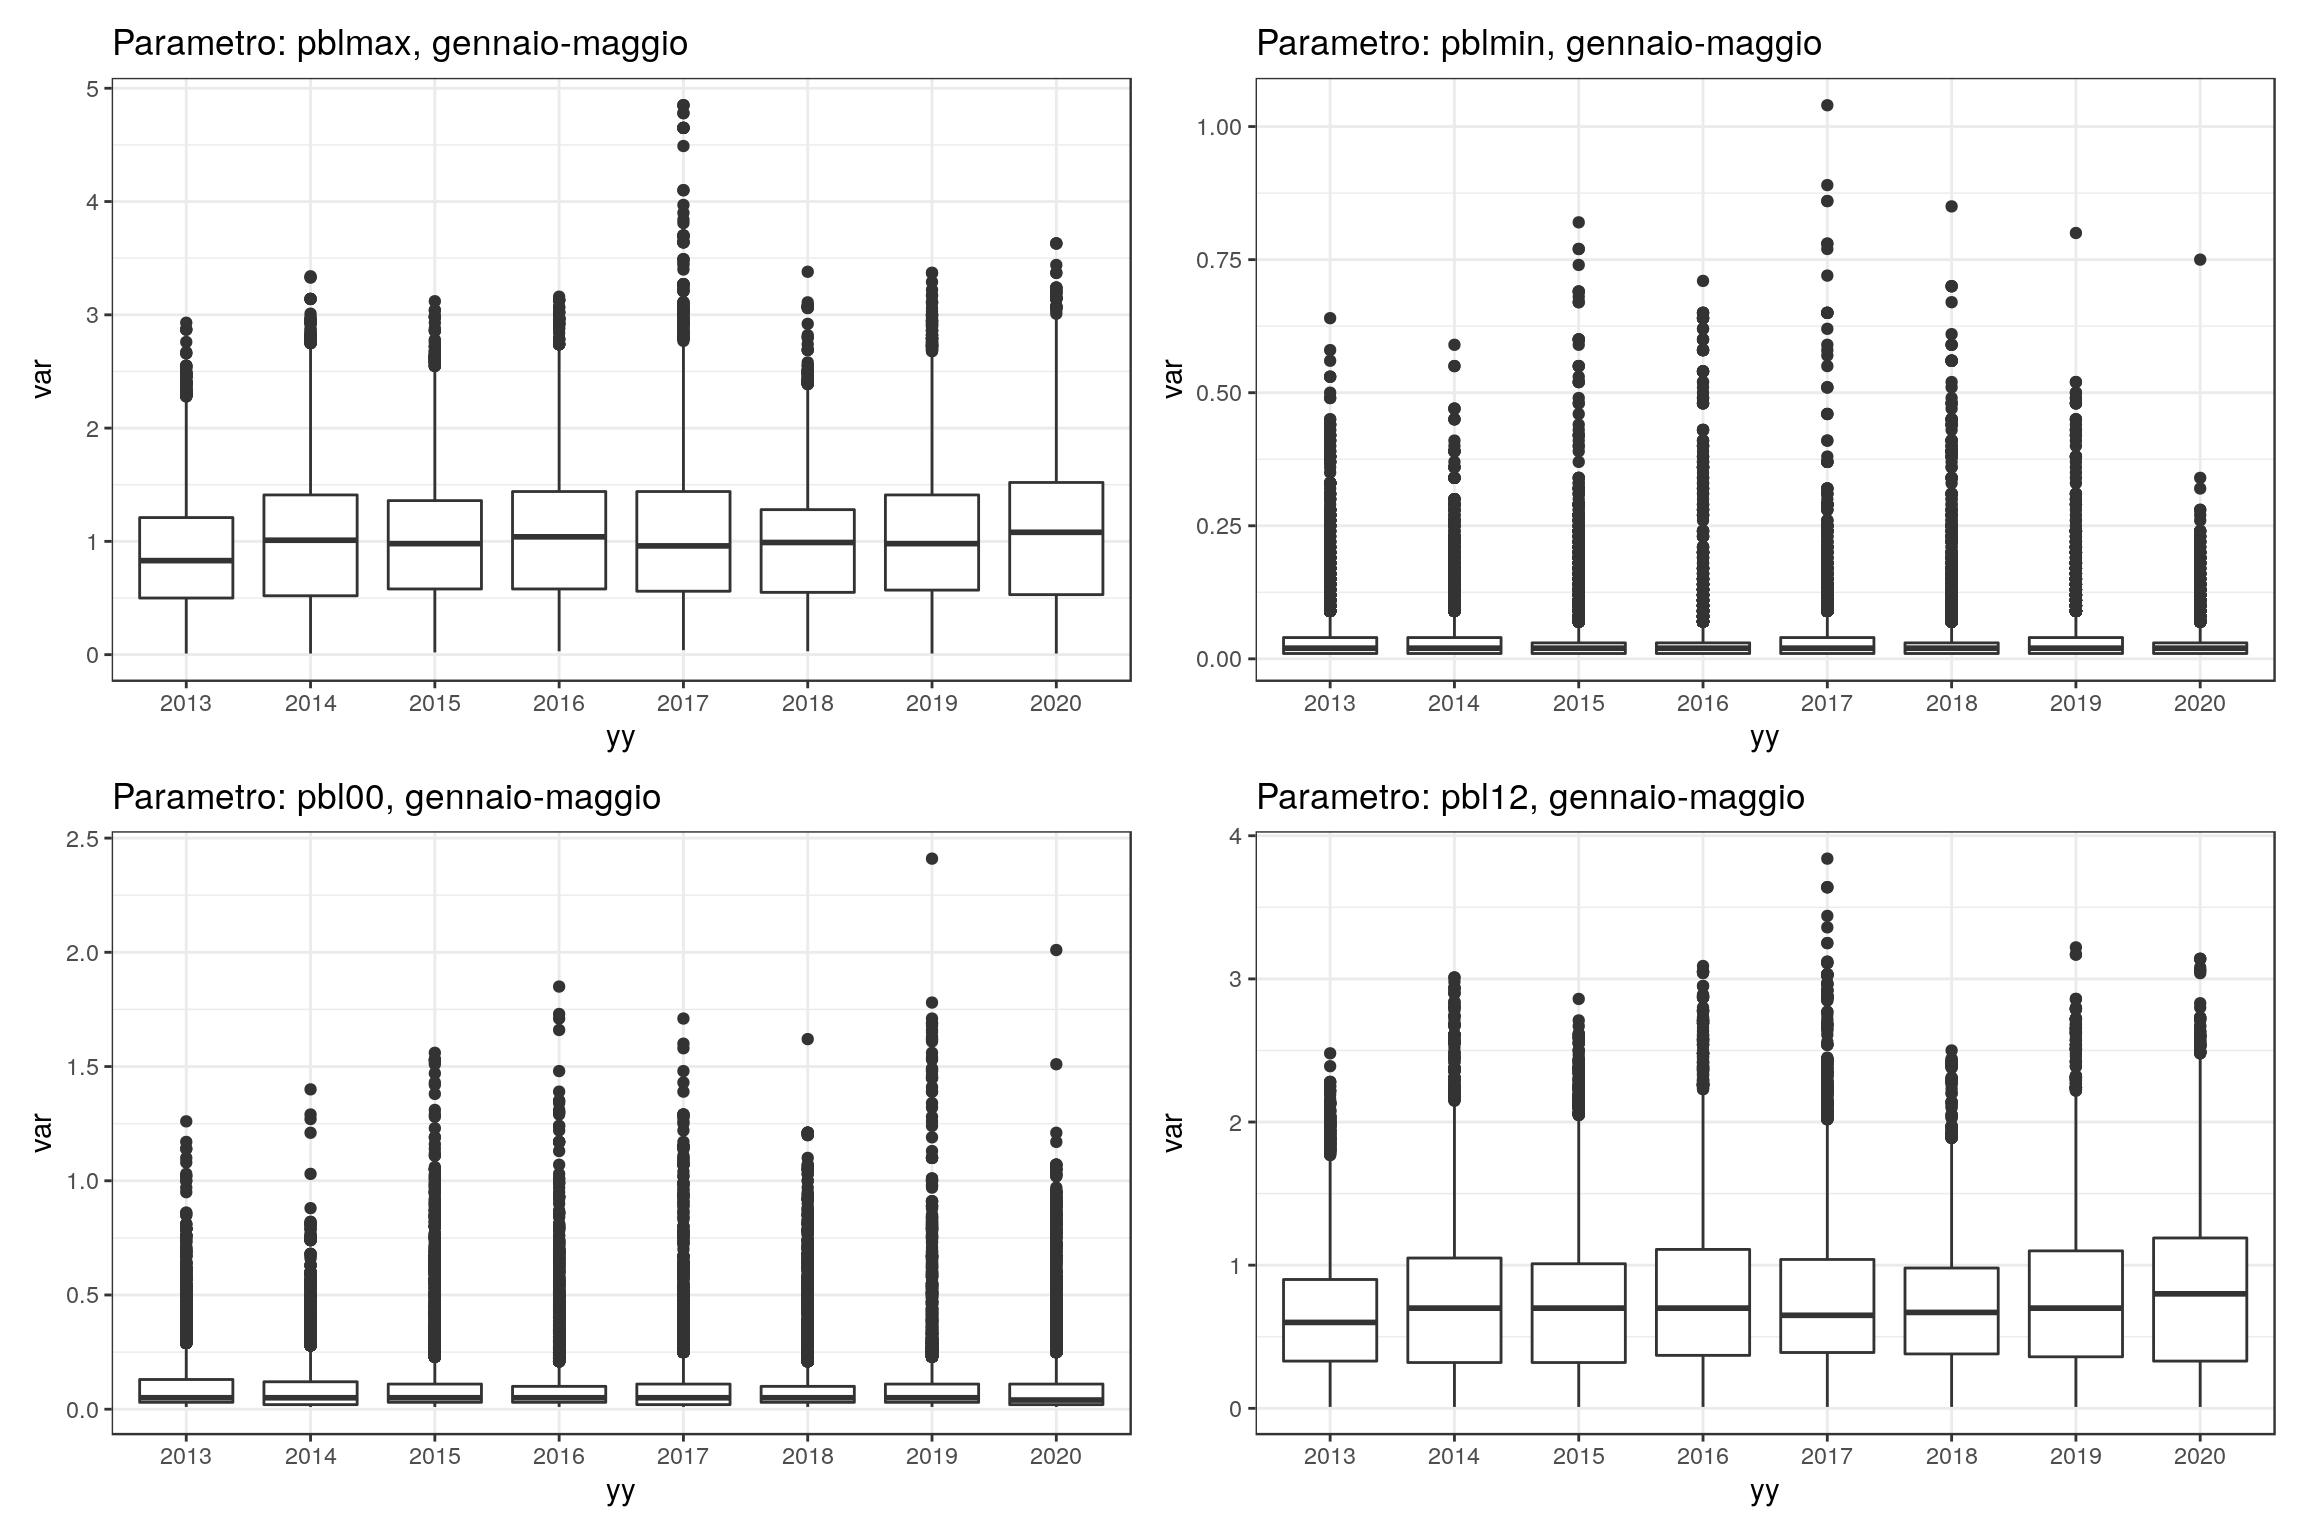 Parametro: pblmax, gennaio-maggio
5
4
3
2
1
0
var
2013 2014 2015 2016 2017 2018 2019 2020
yy
Parametro: pblmin, gennaio-maggio
1.00
0.75
0.50
0.25
0.00
var
2013 2014 2015 2016 2017 2018 2019 2020
yy
Parametro: pbl00, gennaio-maggio
2.5
2.0
1.5
1.0
0.5
0.0
var
2013 2014 2015 2016 2017 2018 2019 2020
yy
Parametro: pbl12, gennaio-maggio
4
3
2
1
0
var
2013 2014 2015 2016 2017 2018 2019 2020
yy